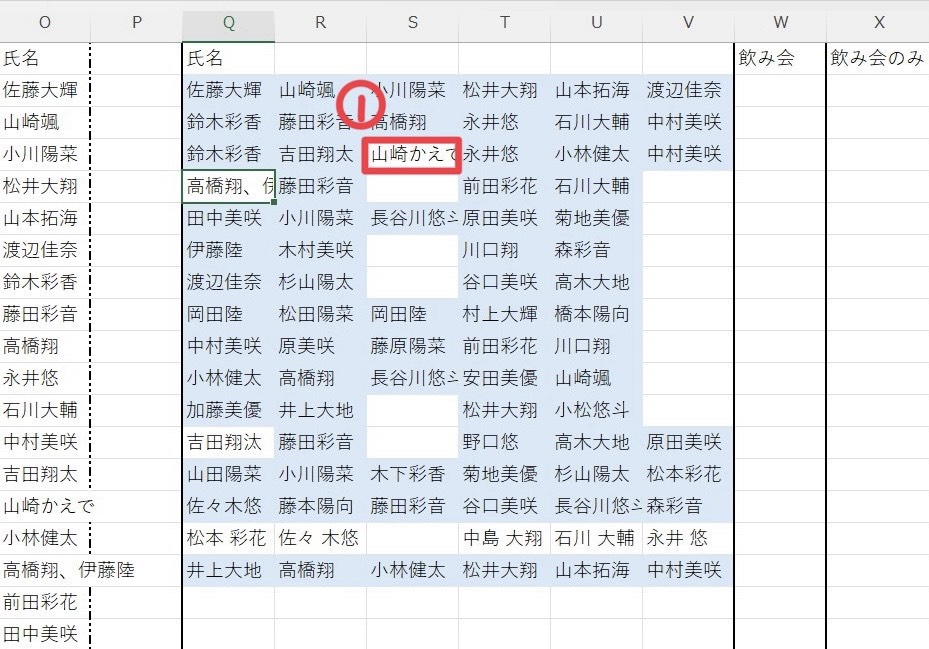 O P Q R S T U V W X
氏名 氏名 飲み会 飲み会のみ
佐藤大輝 佐藤大輝 山崎颯 小川陽菜 松井大翔 山本拓海 渡辺佳奈
①
山崎颯 鈴木彩香 藤田彩音 高橋翔 永井悠 石川大輔 中村美咲
小川陽菜 鈴木彩香 吉田翔太 山崎かえで 永井悠 小林健太 中村美咲
松井大翔 高橋翔、伊 藤田彩音 前田彩花 石川大輔
山本拓海 田中美咲 小川陽菜 長谷川悠斗 原田美咲 菊地美優
渡辺佳奈 伊藤陸 木村美咲 川口翔 森彩音
鈴木彩香 渡辺佳奈 杉山陽太 谷口美咲 高木大地
藤田彩音 岡田陸 松田陽菜 岡田陸 村上大輝 橋本陽向
高橋翔 中村美咲 原美咲 藤原陽菜 前田彩花 川口翔
永井悠 小林健太 高橋翔 長谷川悠斗 安田美優 山崎颯
石川大輔 加藤美優 井上大地 松井大翔 小松悠斗
中村美咲 吉田翔汰 藤田彩音 野口悠 高木大地 原田美咲
吉田翔太 山田陽菜 小川陽菜 木下彩香 菊地美優 杉山陽太 松本彩花
山崎かえで 佐々木悠 藤本陽向 藤田彩音 谷口美咲 長谷川悠斗 森彩音
小林健太 松本 彩花 佐々 木悠 中島 大翔 石川 大輔 永井 悠
高橋翔、伊藤陸 井上大地 高橋翔 小林健太 松井大翔 山本拓海 中村美咲
前田彩花
田中美咲